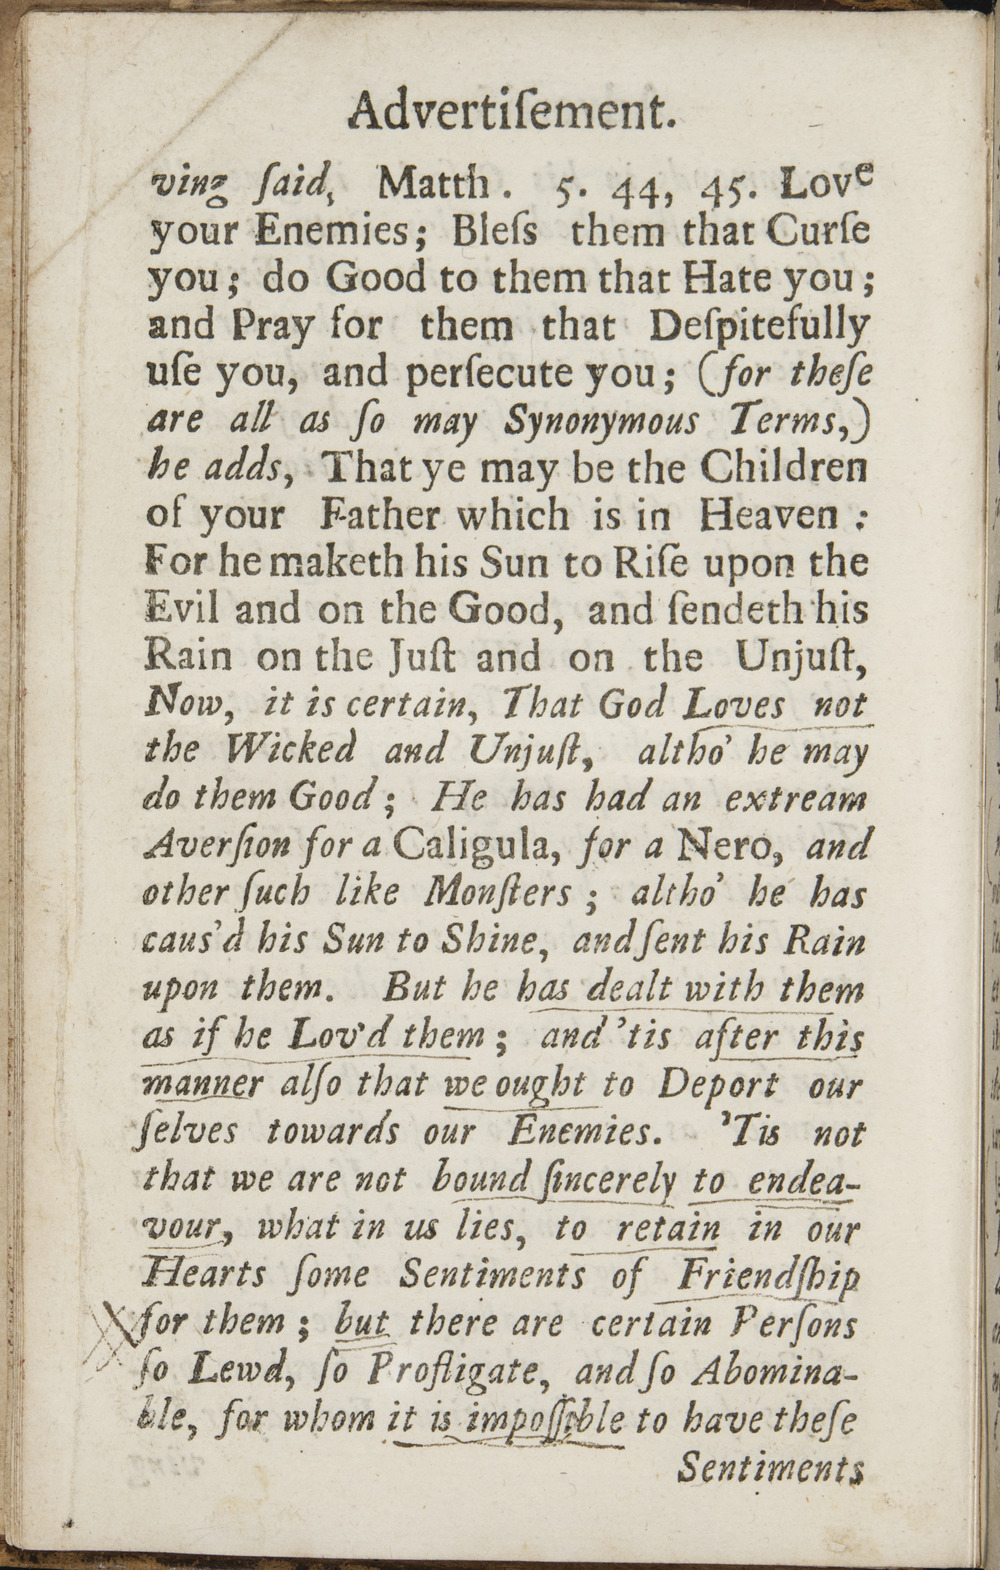 Advertiſement.
ving ſaid, Matth. 5. 44, 45. Love
your Enemies; Bleſs them that Curſe
you; do Good to them that Hate you;
and Pray for them that Deſpitefully
uſe you, and perſecute you; (for theſe
are all as ſo may Synonymous Terms,)
he adds, That ye may be the Children
of your Father which is in Heaven :
For he maketh his Sun to Riſe upon the
Evil and on the Good, and ſendeth his
Rain on the Juſt and on the Unjuſt,
Now, it is certain, That God Loves not
the Wicked and Unjuſt, altho' he may
do them Good; He has had an extream
Averſion for a Caligula, for a Nero, and
other ſuch like Monſters; altho' he has
caus'd his Sun to Shine, and ſent his Rain
upon them. But he has dealt with them
as if he Lov'd them; and 'tis after this
manner alſo that we ought to Deport our
ſelves towards our Enemies. 'Tis not
that we are not bound ſincerely to endea-
vour, what in us lies, to retain in our
Hearts ſome Sentiments of Friendſhip
for them; but there are certain Perſons
ſo Lewd, ſo Profligate, and ſo Abomina-
ble, for whom it is impoſſible to have theſe
Sentiments